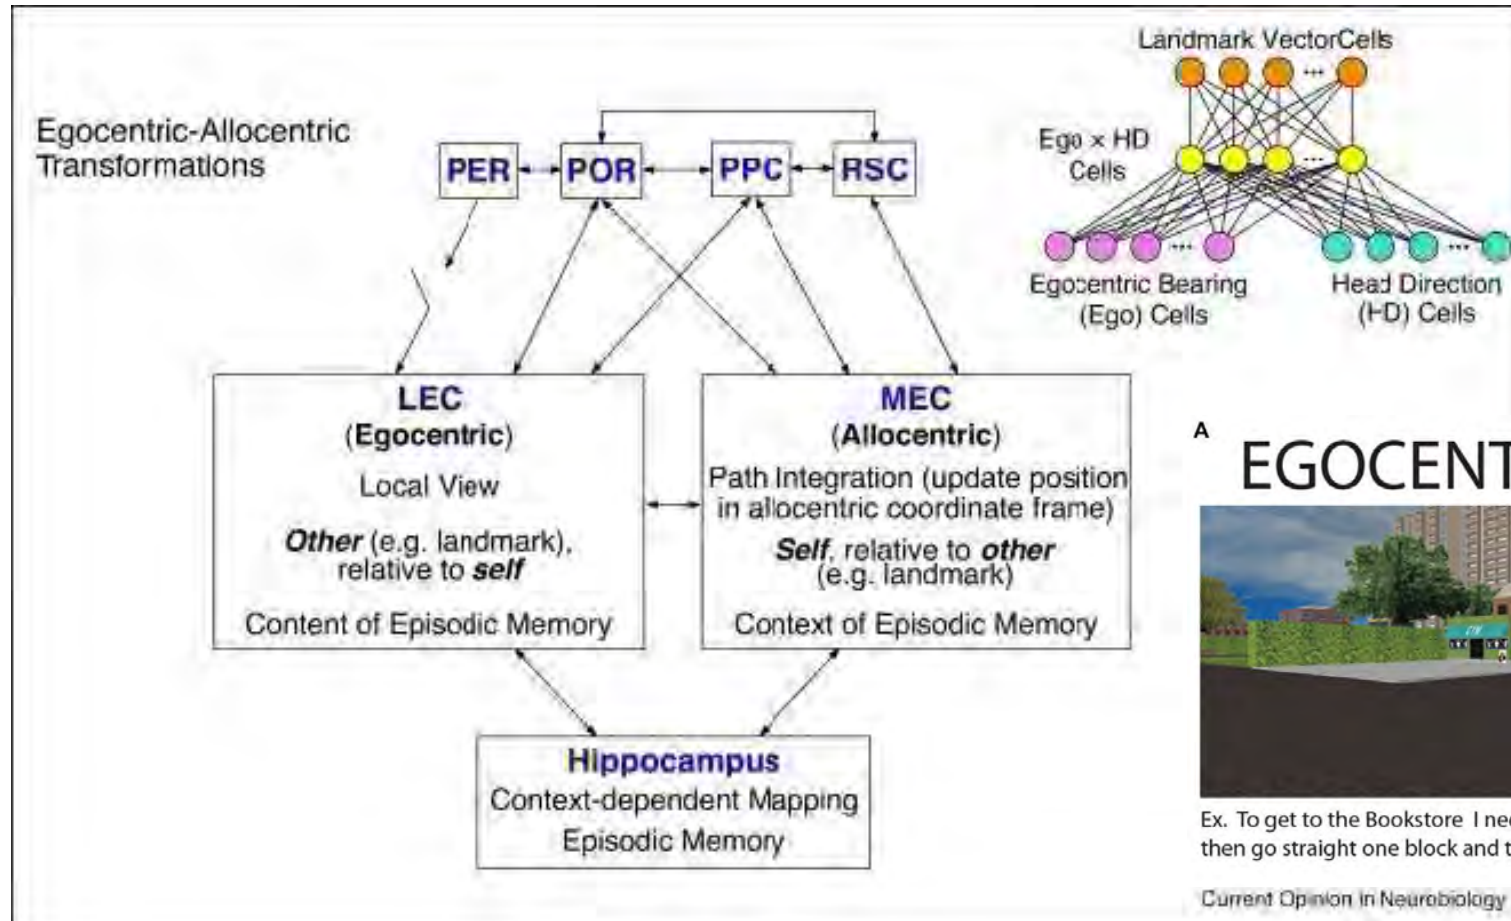 Egocentric-Allocentric
Transformations
PER
POR
PPC
RSC
LEC
(Egocentric)
Local View
Other (e.g. landmark),
relative to self
Content of Episodic Memory
MEC
(Allocentric)
Path Integration (update position
in allocentric coordinate frame)
Self, relative to other
(e.g. landmark)
Context of Episodic Memory
Hippocampus
Context-dependent Mapping
Episodic Memory
Landmark VectorCells
Ego × HD
Cells
Egocentric Bearing
(Ego) Cells
Head Direction
(HD) Cells
A
EGOCENT
Ex. To get to the Bookstore I nee
then go straight one block and t
Current Opinion in Neurobiology